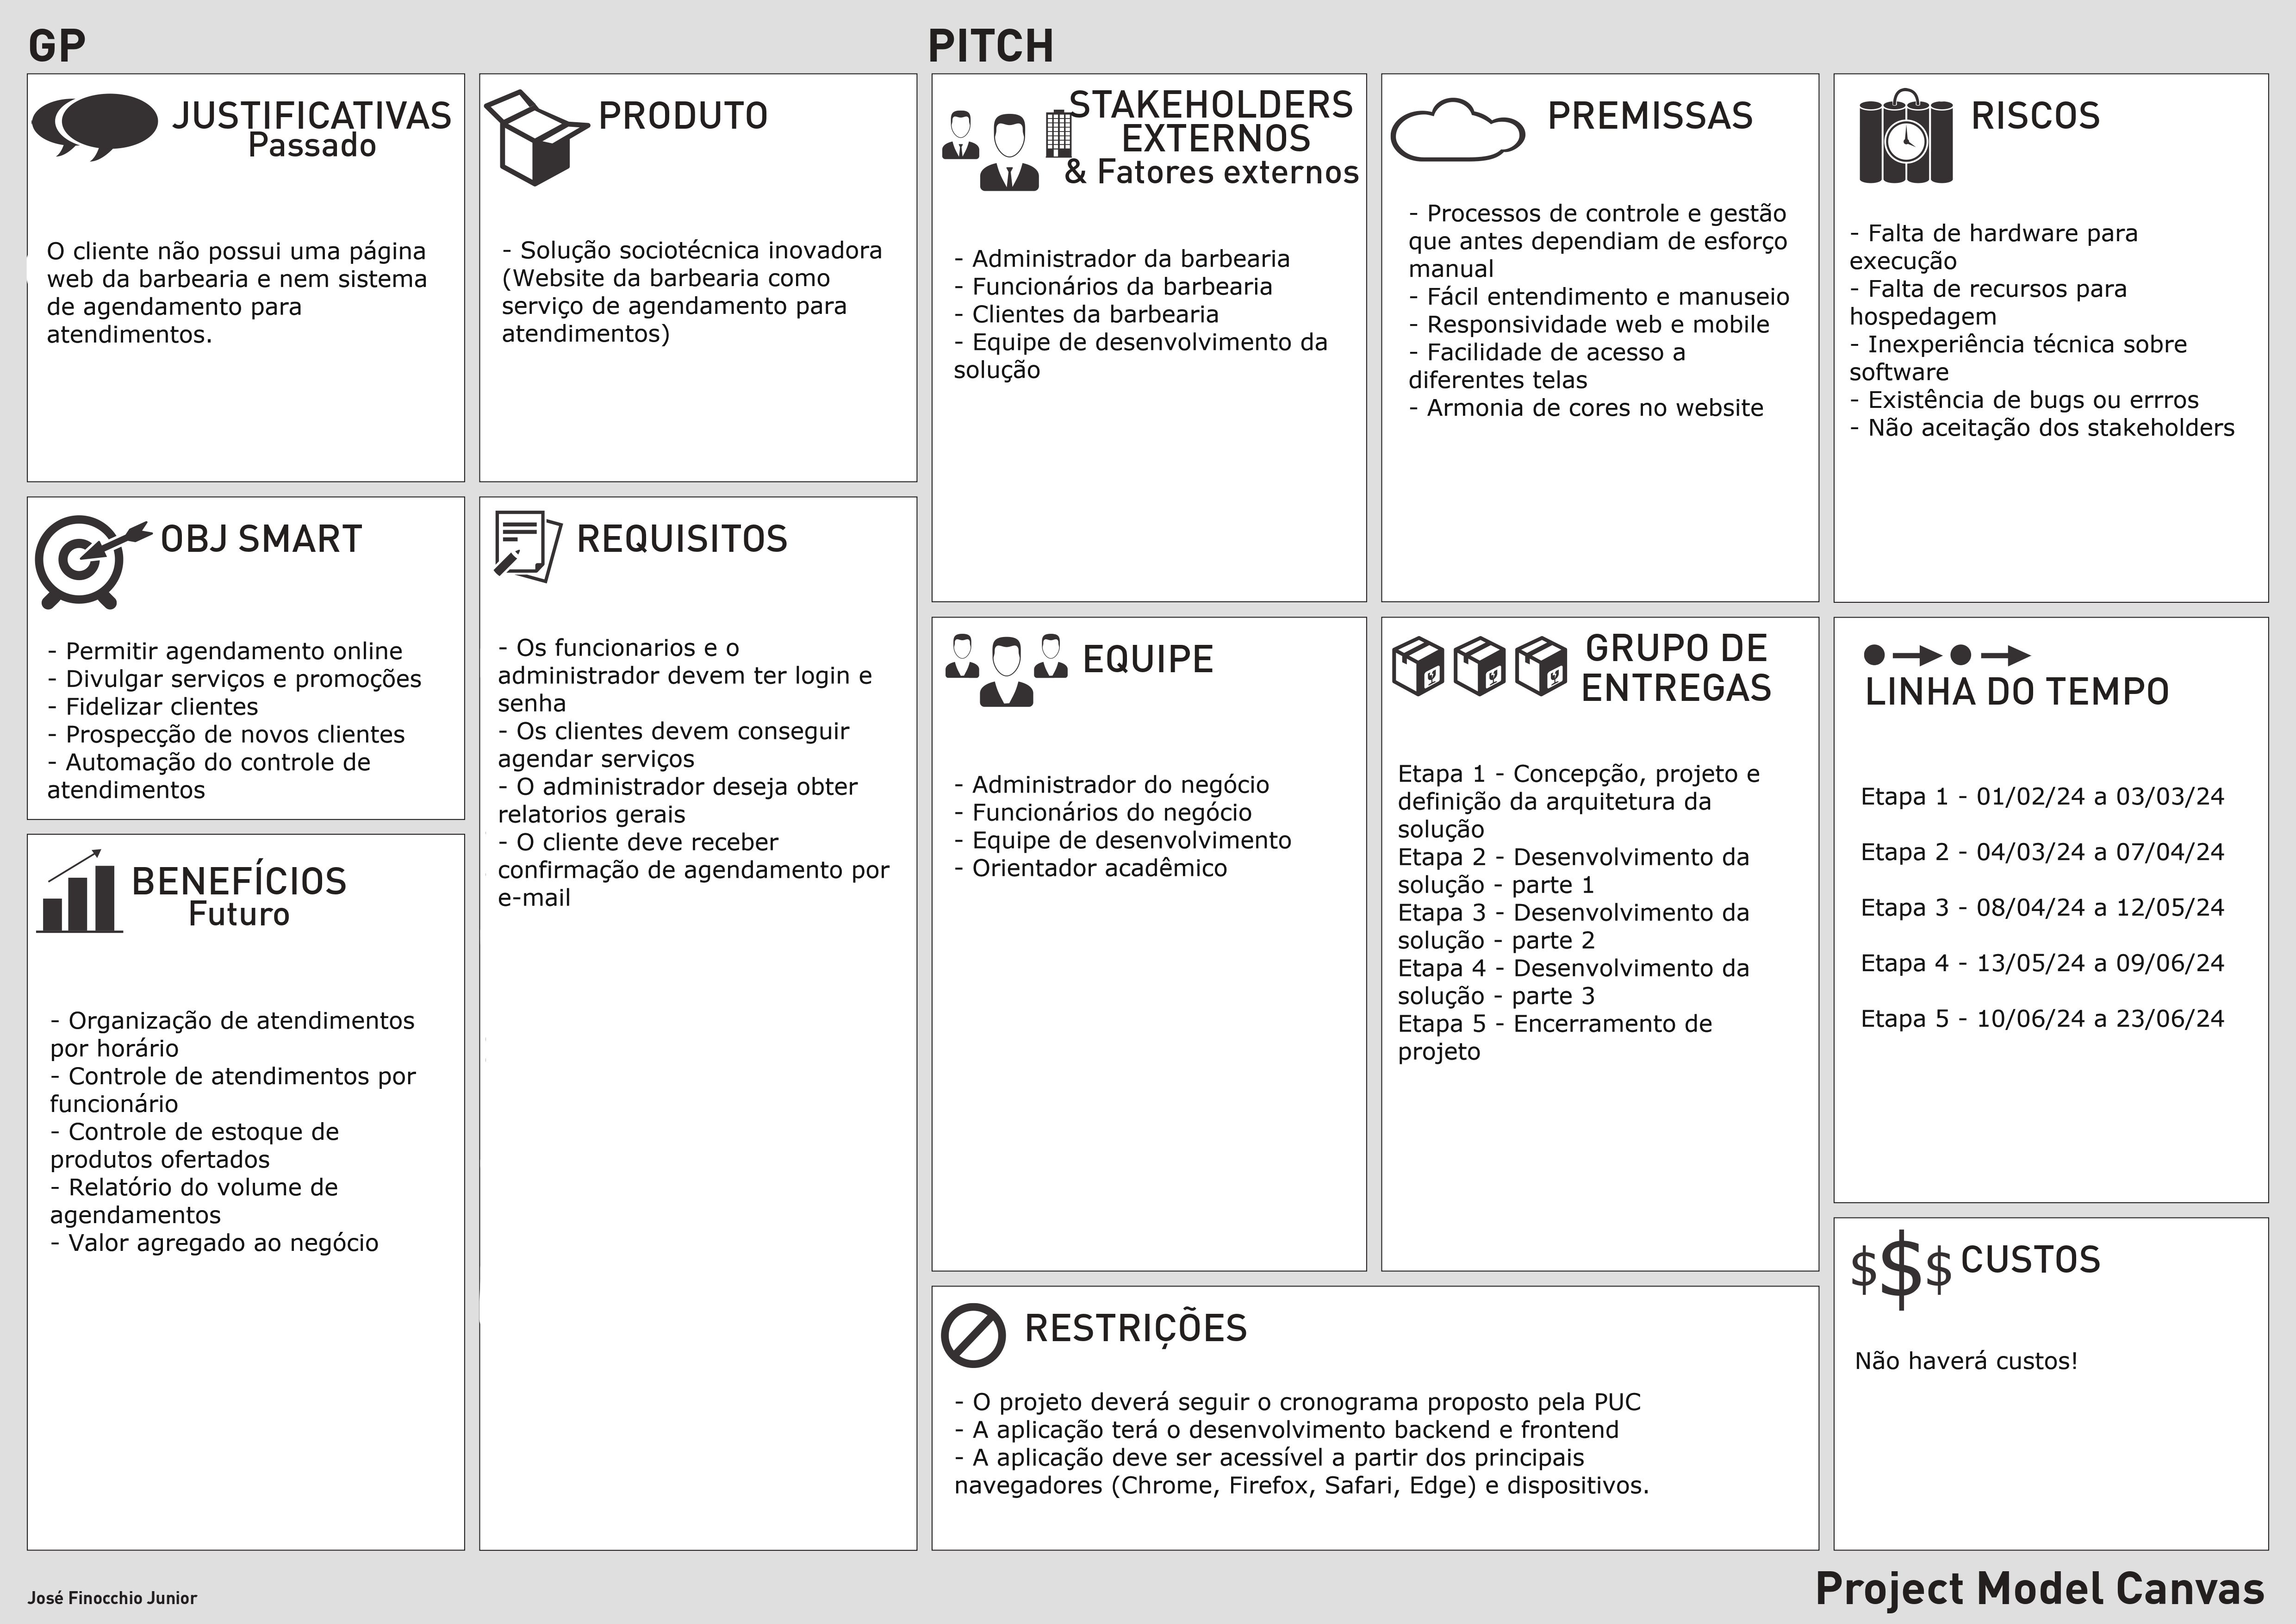 GP
PITCH
JUSTIFICATIVAS
Passado
O cliente não possui uma página
web da barbearia e nem sistema
de agendamento para
atendimentos.
PRODUTO
- Solução sociotécnica inovadora
(Website da barbearia como
serviço de agendamento para
atendimentos)
STAKEHOLDERS
EXTERNOS
& Fatores externos
- Administrador da barbearia
- Funcionários da barbearia
- Clientes da barbearia
- Equipe de desenvolvimento da
solução
PREMISSAS
- Processos de controle e gestão
que antes dependiam de esforço
manual
- Fácil entendimento e manuseio
- Responsividade web e mobile
- Facilidade de acesso a
diferentes telas
- Armonia de cores no website
RISCOS
- Falta de hardware para
execução
- Falta de recursos para
hospedagem
- Inexperiência técnica sobre
software
- Existência de bugs ou errros
- Não aceitação dos stakeholders
OBJ SMART
- Permitir agendamento online
- Divulgar serviços e promoções
- Fidelizar clientes
- Prospecção de novos clientes
- Automação do controle de
atendimentos
REQUISITOS
- Os funcionarios e o
administrador devem ter login e
senha
- Os clientes devem conseguir
agendar serviços
- O administrador deseja obter
relatorios gerais
- O cliente deve receber
confirmação de agendamento por
e-mail
EQUIPE
- Administrador do negócio
- Funcionários do negócio
- Equipe de desenvolvimento
- Orientador acadêmico
GRUPO DE
ENTREGAS
Etapa 1 - Concepção, projeto e
definição da arquitetura da
solução
Etapa 2 - Desenvolvimento da
solução - parte 1
Etapa 3 - Desenvolvimento da
solução - parte 2
Etapa 4 - Desenvolvimento da
solução - parte 3
Etapa 5 - Encerramento de
projeto
LINHA DO TEMPO
Etapa 1 - 01/02/24 a 03/03/24
Etapa 2 - 04/03/24 a 07/04/24
Etapa 3 - 08/04/24 a 12/05/24
Etapa 4 - 13/05/24 a 09/06/24
Etapa 5 - 10/06/24 a 23/06/24
BENEFÍCIOS
Futuro
- Organização de atendimentos
por horário
- Controle de atendimentos por
funcionário
- Controle de estoque de
produtos ofertados
- Relatório do volume de
agendamentos
- Valor agregado ao negócio
RESTRIÇÕES
- O projeto deverá seguir o cronograma proposto pela PUC
- A aplicação terá o desenvolvimento backend e frontend
- A aplicação deve ser acessível a partir dos principais
navegadores (Chrome, Firefox, Safari, Edge) e dispositivos.
$$$ CUSTOS
Não haverá custos!
José Finocchio Junior
Project Model Canvas